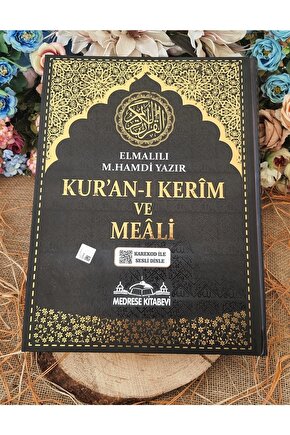 القرآن الكريم
ELMALILI
M.HAMDİ YAZIR
KUR'AN-I KERÎM
VE
MEÂLİ
KAREKOD İLE
SESLİ DİNLE
MEDRESE KİTABEVİ